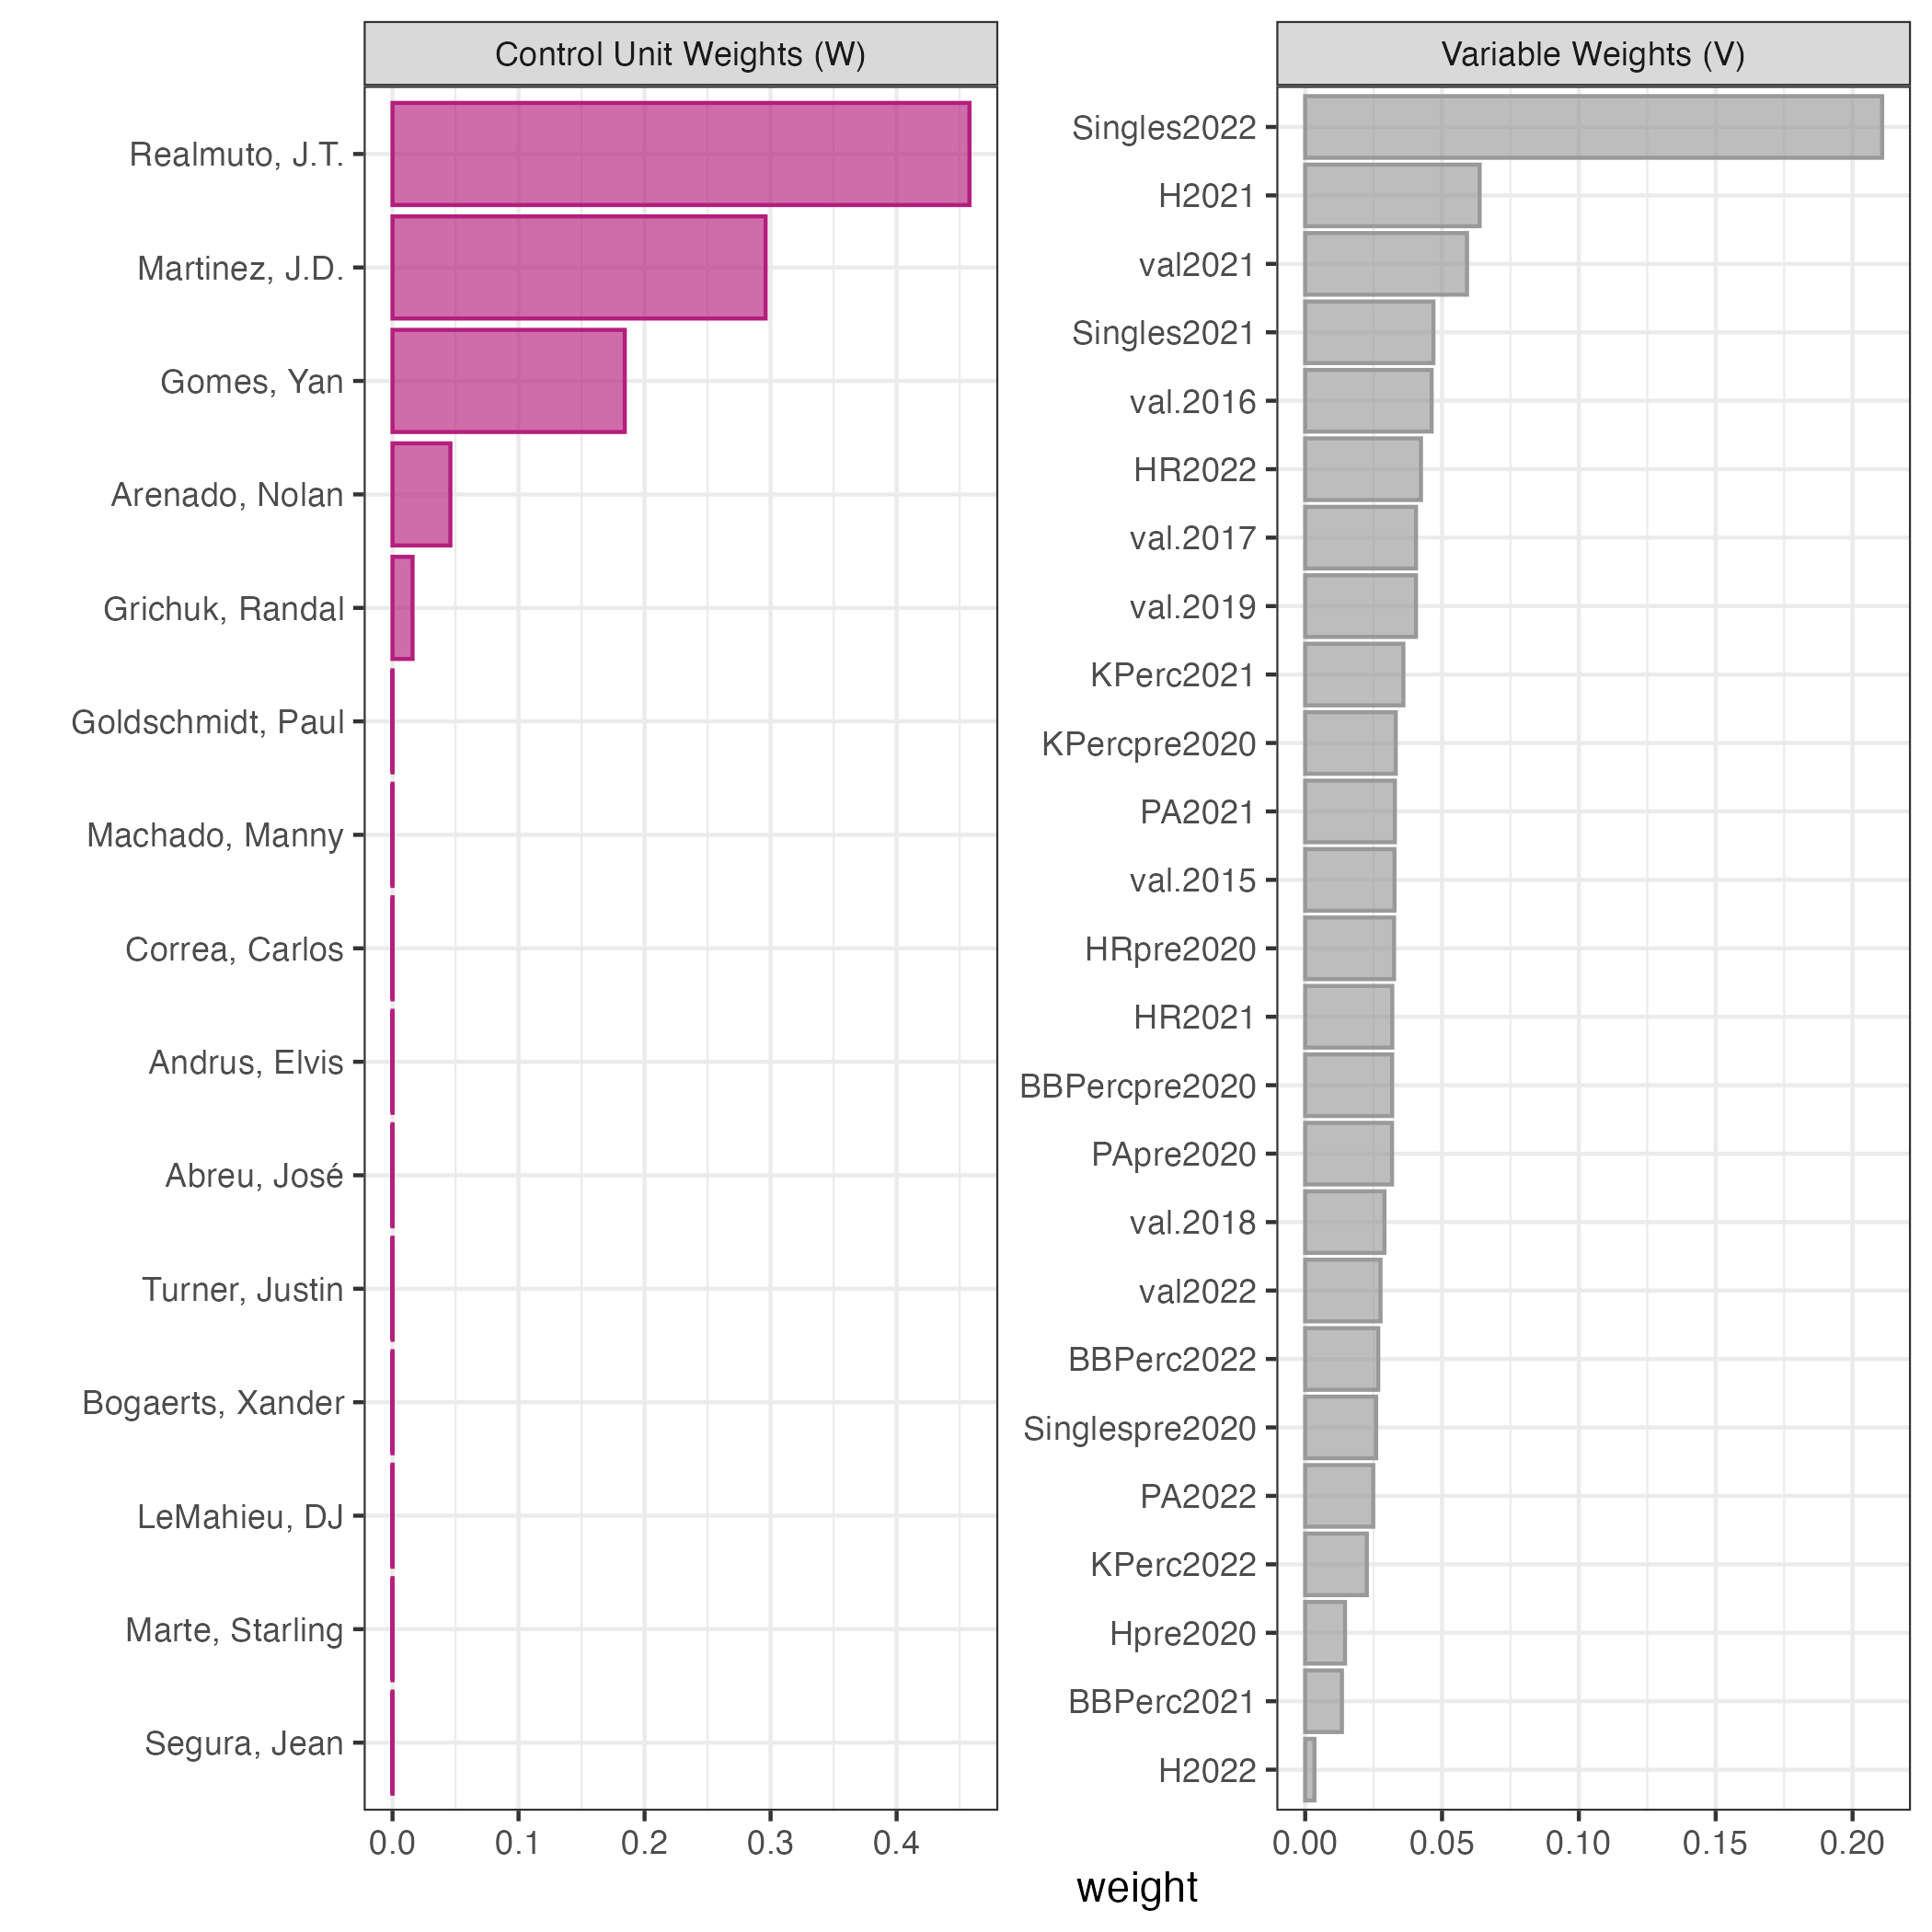 Control Unit Weights (W)
Realmuto, J.T.
Martinez, J.D.
Gomes, Yan
Arenado, Nolan
Grichuk, Randal
Goldschmidt, Paul
Machado, Manny
Correa, Carlos
Andrus, Elvis
Abreu, José
Turner, Justin
Bogaerts, Xander
LeMahieu, DJ
Marte, Starling
Segura, Jean
0.0 0.1 0.2 0.3 0.4
Variable Weights (V)
Singles2022
H2021
val2021
Singles2021
val.2016
HR2022
val.2017
val.2019
KPerc2021
KPercpre2020
PA2021
val.2015
HRpre2020
HR2021
BBPercpre2020
PApre2020
val.2018
val2022
BBPerc2022
Singlespre2020
PA2022
KPerc2022
Hpre2020
BBPerc2021
H2022
0.00 0.05 0.10 0.15 0.20
weight